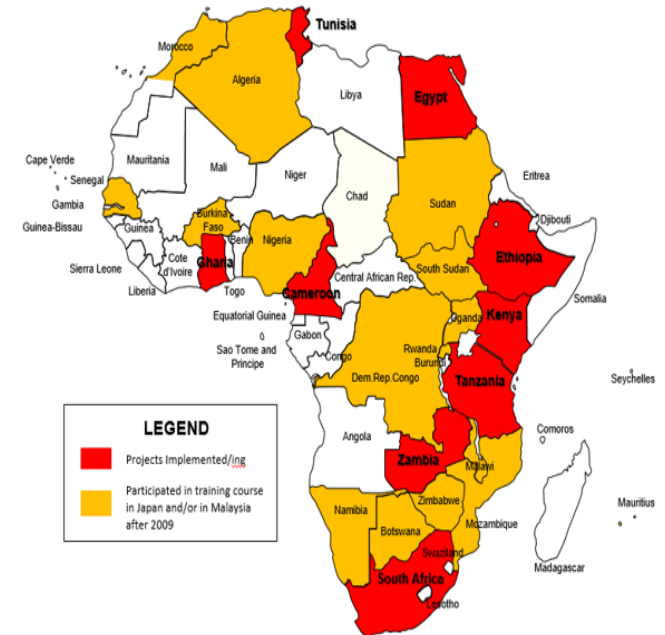 Tunisia
Morocco
Algeria
Libya
Egypt
Cape Verde
Mauritania
Mali
Niger
Chad
Sudan
Eritrea
Senegal
Gambia
Guinea-Bissau
Guinea
Burkina
Faso
Benin
Nigeria
Djibouti
Sierra Leone
Cote
d'Ivoire
Ghana
Togo
Liberia
Cameroon
Central African Rep.
South Sudan
Ethiopia
Somalia
Equatorial Guinea
Gabon
Sao Tome and
Principe
Congo
Uganda
Kenya
Rwanda
Burundi
Dem.Rep.Congo
Tanzania
Seychelles
LEGEND
Projects Implemented/ing
Participated in training course
in Japan and/or in Malaysia
after 2009
Angola
Zambia
Malawi
Comoros
Namibia
Zimbabwe
Botswana
Mozambique
Mauritius
Madagascar
Swaziland
South Africa
Lesotho